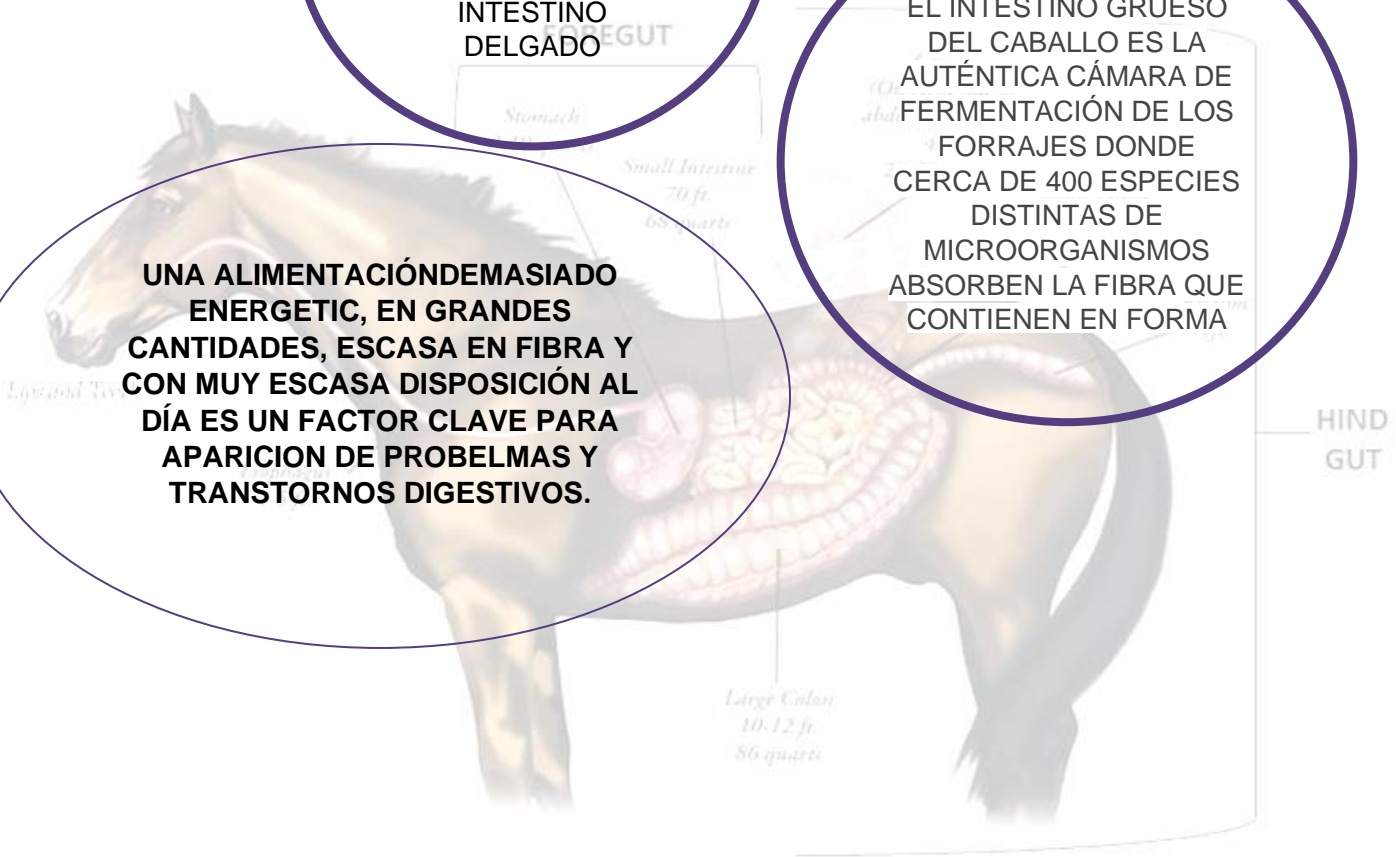 INTESTINO
DELGADO
FOREGUT
EL INTESTINO GRUESO
DEL CABALLO ES LA
AUTÉNTICA CÁMARA DE
FERMENTACIÓN DE LOS
FORRAJES DONDE
CERCA DE 400 ESPECIES
DISTINTAS DE
MICROORGANISMOS
ABSORBEN LA FIBRA QUE
CONTIENEN EN FORMA
Stomach
Small Intestine
70 ft.
68 quarts
UNA ALIMENTACIÓNDEMASIADO
ENERGETIC, EN GRANDES
CANTIDADES, ESCASA EN FIBRA Y
CON MUY ESCASA DISPOSICIÓN AL
DÍA ES UN FACTOR CLAVE PARA
APARICION DE PROBELMAS Y
TRANSTORNOS DIGESTIVOS.
Lips and
HIND
GUT
Large Colon
10-12 ft.
86 quarts